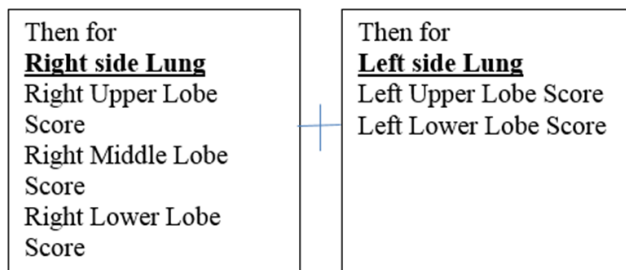 Then for
Right side Lung
Right Upper Lobe
Score
Right Middle Lobe
Score
Right Lower Lobe
Score
Then for
Left side Lung
Left Upper Lobe Score
Left Lower Lobe Score